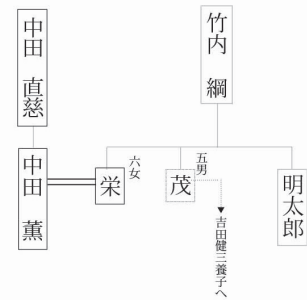 竹内 綱
中田 直慈
明太郎
五男
茂
吉田健三養子へ
六女
栄
中田 薫